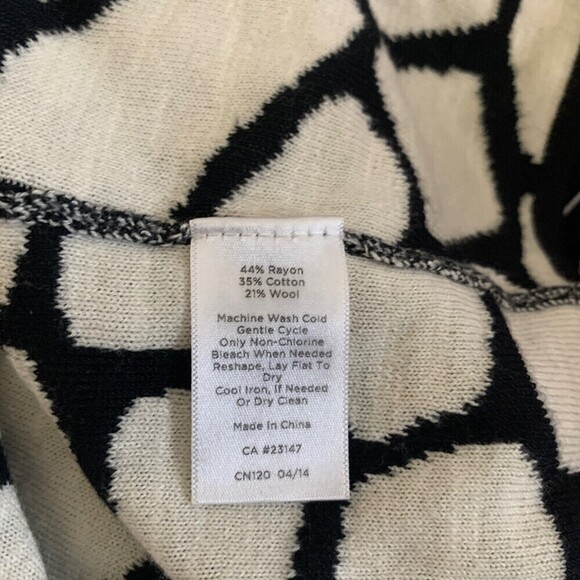 44% Rayon
35% Cotton
21% Wool
Machine Wash Cold
Gentle Cycle
Only Non-Chlorine
Bleach When Needed
Reshape, Lay Flat To
Dry
Cool Iron, If Needed
Or Dry Clean
Made In China
CA #23147
CN120 04/14